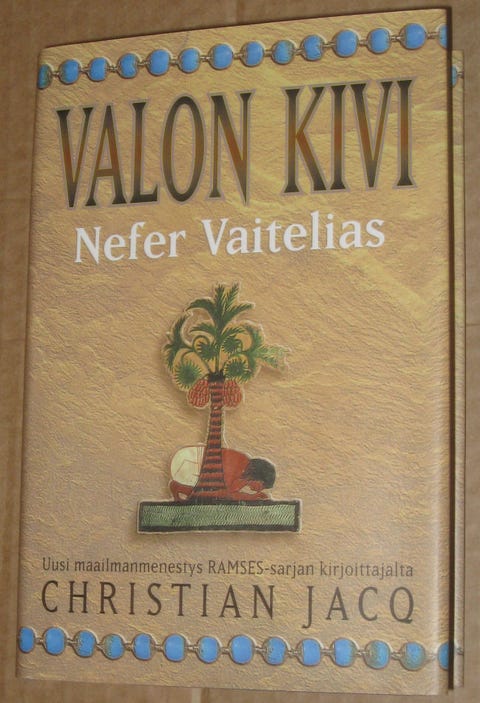 VALON KIVI
Nefer Vaitelias
Uusi maailmanmenestys RAMSES-sarjan kirjoittajalta
CHRISTIAN JACQ